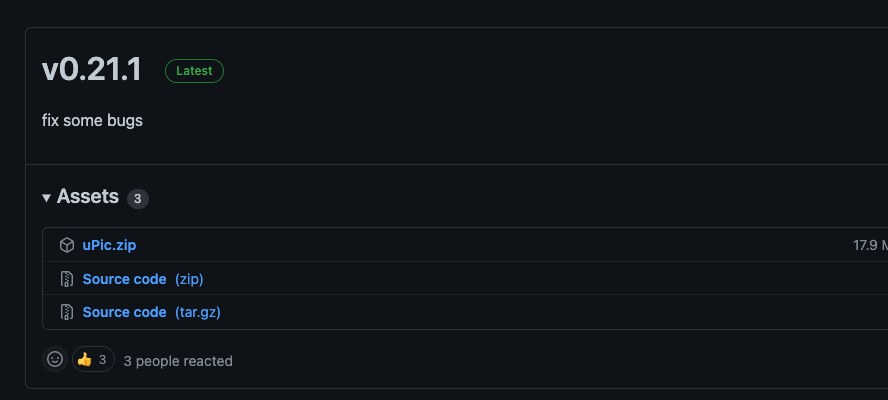 v0.21.1 Latest
fix some bugs
Assets 3
uPic.zip 17.9
Source code (zip)
Source code (tar.gz)
👍 3 3 people reacted